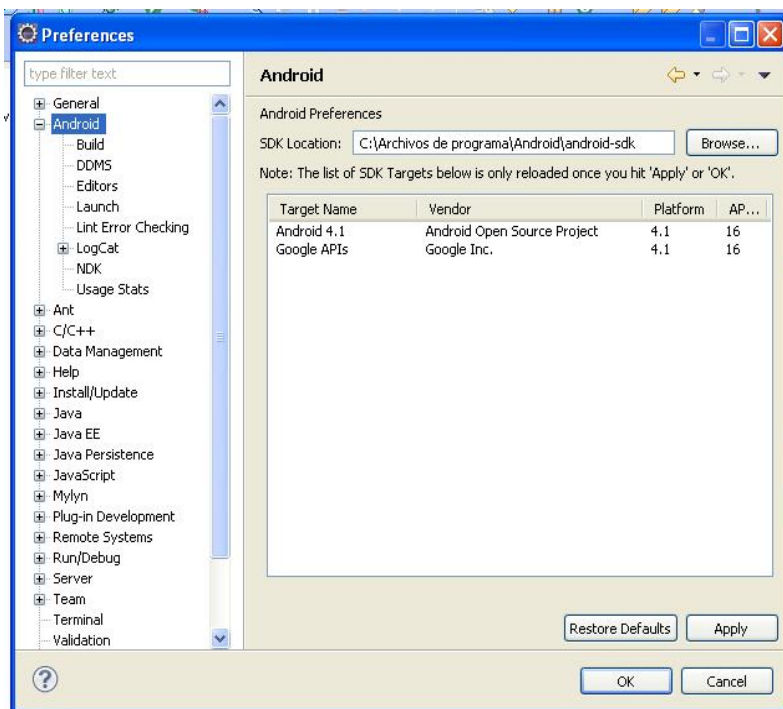 Preferences
type filter text
General
Android
Build
DDMS
Editors
Launch
Lint Error Checking
LogCat
NDK
Usage Stats
Ant
C/C++
Data Management
Help
Install/Update
Java
Java EE
Java Persistence
JavaScript
Mylyn
Plug-in Development
Remote Systems
Run/Debug
Server
Team
Terminal
Validation
Android
Android Preferences
SDK Location: C:\Archivos de programa\Android\android-sdk Browse...
Note: The list of SDK Targets below is only reloaded once you hit 'Apply' or 'OK'.
Target Name Vendor Platform AP...
Android 4.1 Android Open Source Project 4.1 16
Google APIs Google Inc. 4.1 16
Restore Defaults Apply
OK Cancel